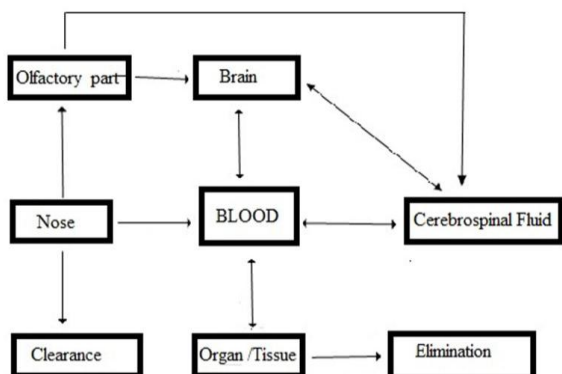 Olfactory part
Brain
Nose
BLOOD
Cerebrospinal Fluid
Clearance
Organ /Tissue
Elimination